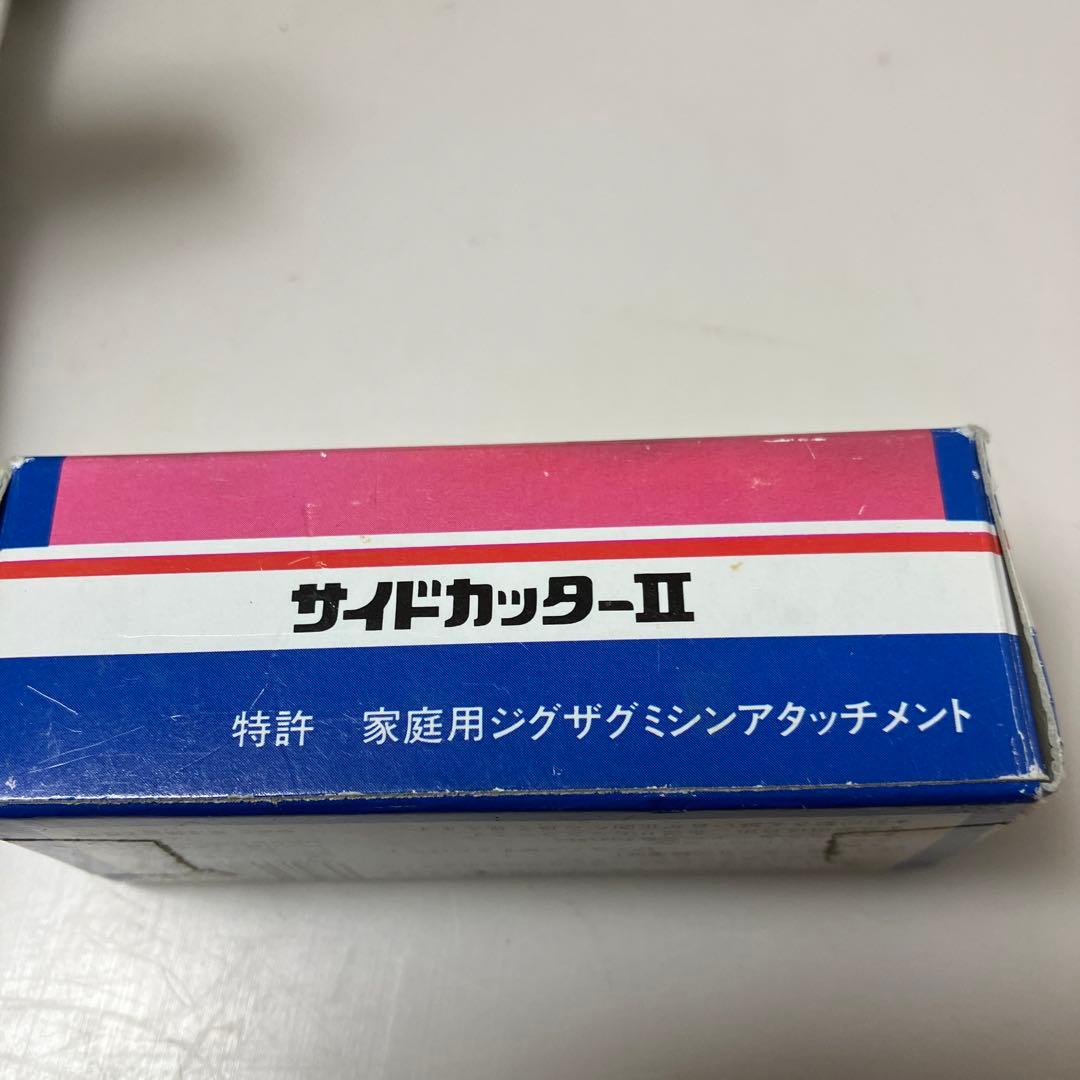 サイドカッターII
特許 家庭用ジグザグミシンアタッチメント